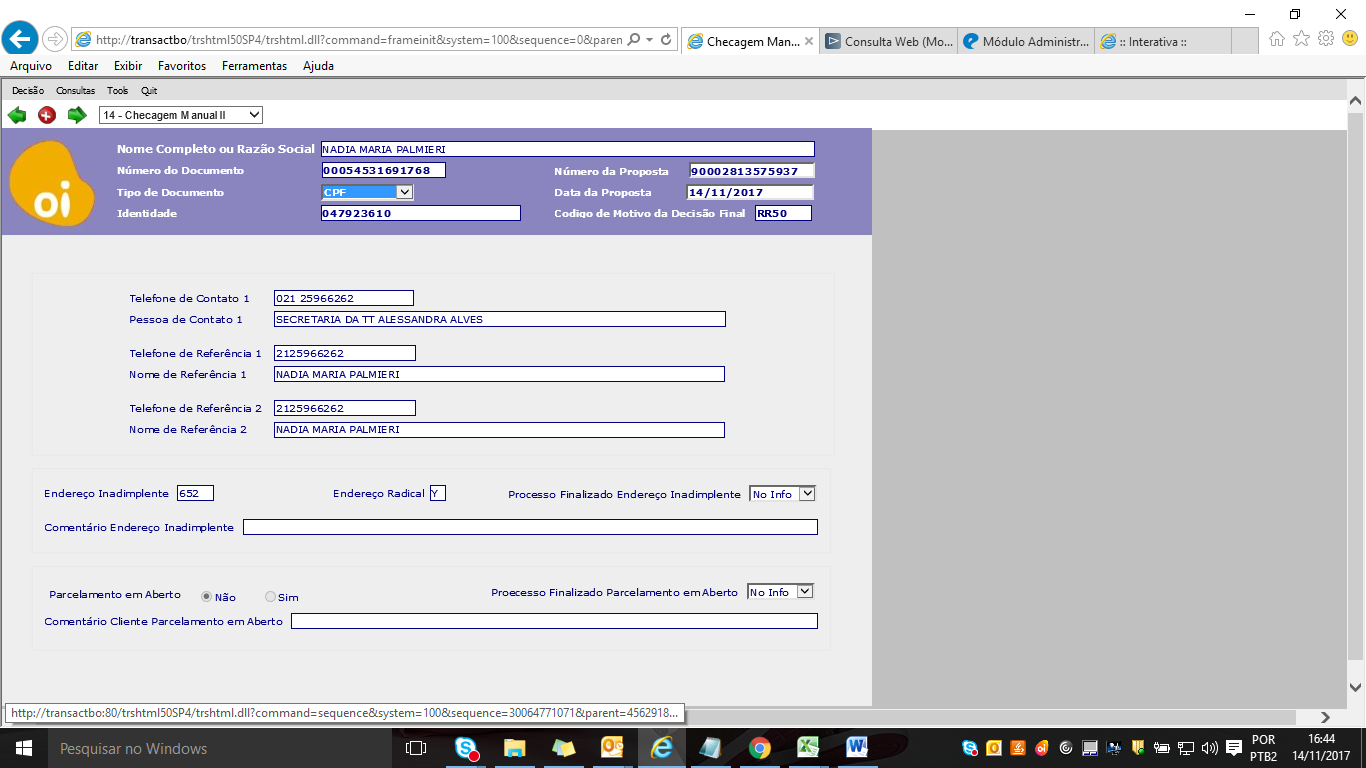 http://transactbo/trshtml50SP4/trshtml.dll?command=frameinit&system=100&sequence=0&paren
Checagem Man...
Consulta Web (Mo...
Módulo Administr...
:: Interativa ::
Arquivo Editar Exibir Favoritos Ferramentas Ajuda
Decisão Consultas Tools Quit
14 - Checagem Manual II
oi
Nome Completo ou Razão Social NADIA MARIA PALMIERI
Número do Documento 00054531691768 Número da Proposta 90002813575937
Tipo de Documento CPF Data da Proposta 14/11/2017
Identidade 047923610 Codigo de Motivo da Decisão Final RR50
Telefone de Contato 1 021 25966262
Pessoa de Contato 1 SECRETARIA DA TT ALESSANDRA ALVES
Telefone de Referência 1 2125966262
Nome de Referência 1 NADIA MARIA PALMIERI
Telefone de Referência 2 2125966262
Nome de Referência 2 NADIA MARIA PALMIERI
Endereço Inadimplente 652 Endereço Radical Y Processo Finalizado Endereço Inadimplente No Info
Comentário Endereço Inadimplente
Parcelamento em Aberto Não Sim Proecesso Finalizado Parcelamento em Aberto No Info
Comentário Cliente Parcelamento em Aberto
http://transactbo:80/trshtml50SP4/trshtml.dll?command=sequence&system=100&sequence=30064771071&parent=4562918...
Pesquisar no Windows
POR 16:44
PTB2 14/11/2017